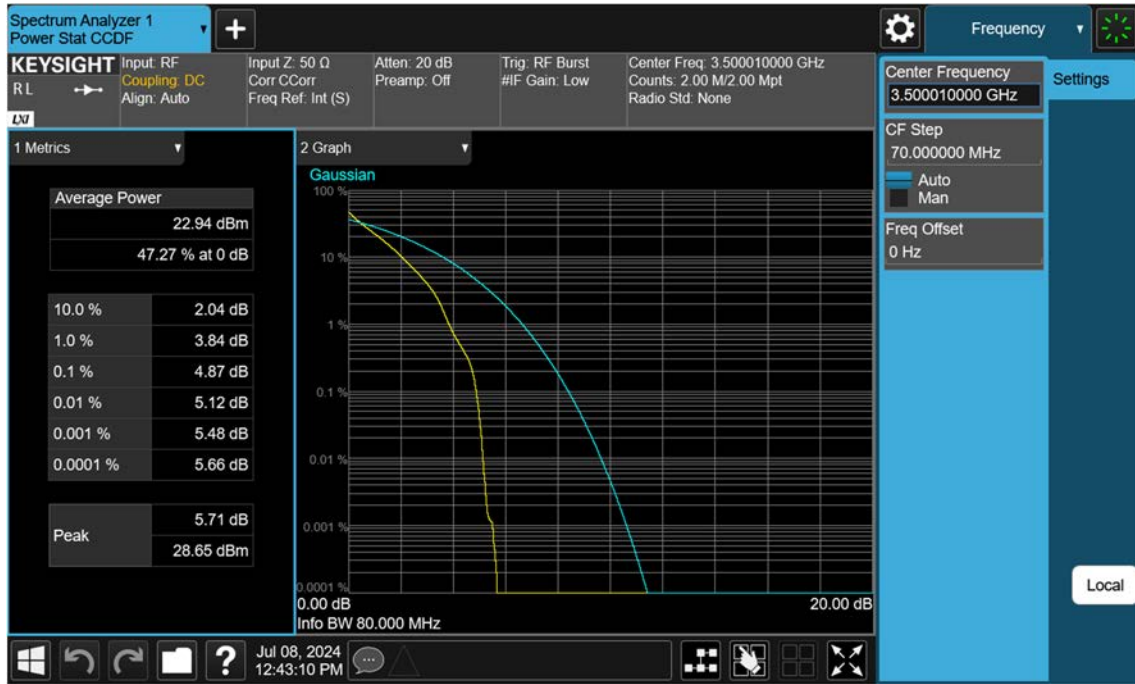 Spectrum Analyzer 1
Power Stat CCDF
+
Frequency
KEYSIGHT
RL
LXI
Input: RF
Coupling: DC
Align: Auto
Input Z: 50 Ω
Corr CCorr
Freq Ref: Int (S)
Atten: 20 dB
Preamp: Off
Trig: RF Burst
#IF Gain: Low
Center Freq: 3.500010000 GHz
Counts: 2.00 M/2.00 Mpt
Radio Std: None
Center Frequency
3.500010000 GHz
Settings
CF Step
70.000000 MHz
Auto
Man
Freq Offset
0 Hz
1 Metrics
Average Power
22.94 dBm
47.27 % at 0 dB
10.0 % 2.04 dB
1.0 % 3.84 dB
0.1 % 4.87 dB
0.01 % 5.12 dB
0.001 % 5.48 dB
0.0001 % 5.66 dB
Peak 5.71 dB
28.65 dBm
2 Graph
Gaussian
100 %
10 %
1 %
0.1 %
0.01 %
0.001 %
0.0001 %
0.00 dB 20.00 dB
Info BW 80.000 MHz
Local
?
Jul 08, 2024
12:43:10 PM